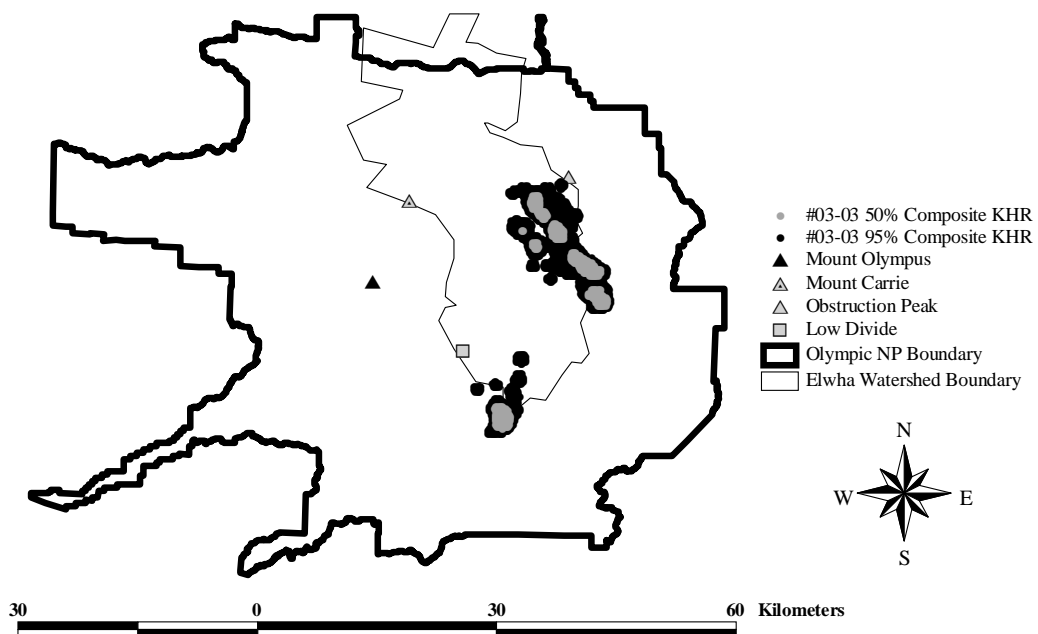 #03-03 50% Composite KHR
#03-03 95% Composite KHR
Mount Olympus
Mount Carrie
Obstruction Peak
Low Divide
Olympic NP Boundary
Elwha Watershed Boundary
N
W E
S
30 0 30 60 Kilometers